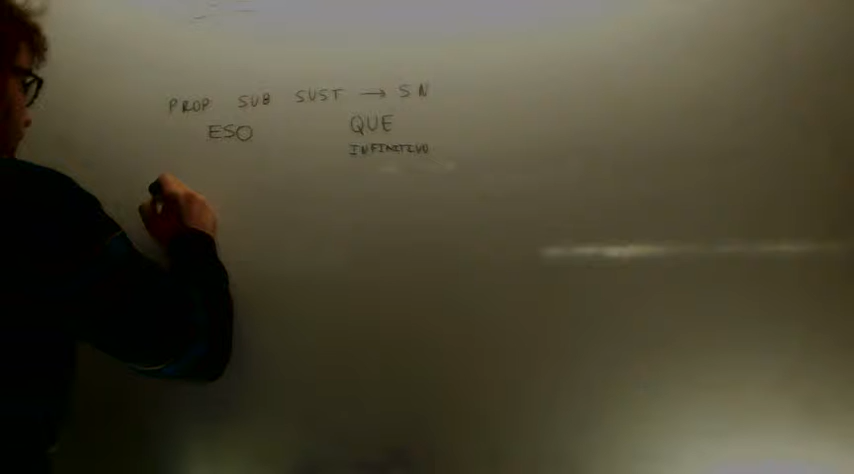 PROP SUB SUST → SN
ESO QUE
INFINITIVO